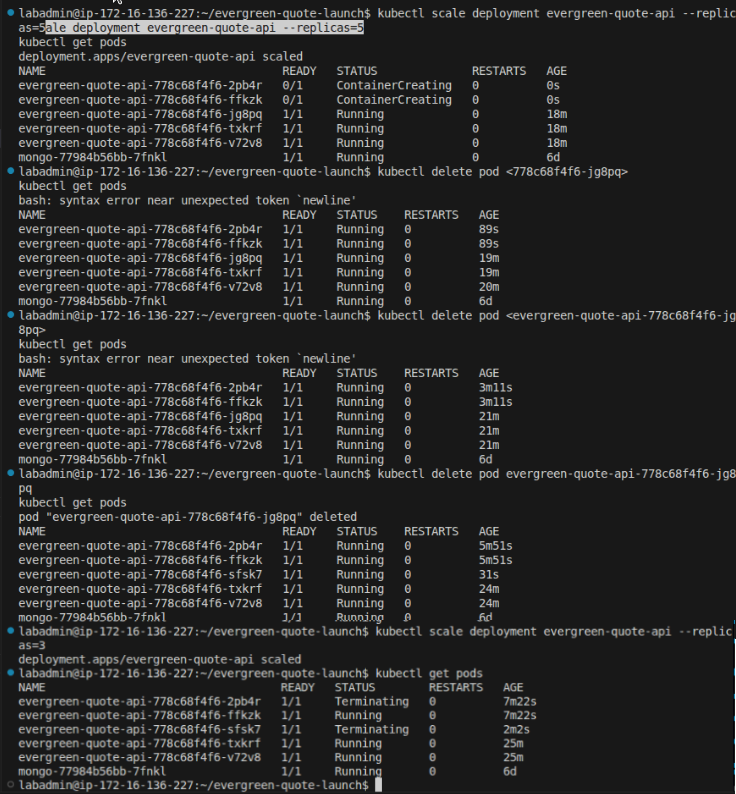 labadmin@ip-172-16-136-227:~/evergreen-quote-launch$ kubectl scale deployment evergreen-quote-api --replic
as=5ale deployment evergreen-quote-api --replicas=5
kubectl get pods
deployment.apps/evergreen-quote-api scaled
NAME READY STATUS RESTARTS AGE
evergreen-quote-api-778c68f4f6-2pb4r 0/1 ContainerCreating 0 0s
evergreen-quote-api-778c68f4f6-ffkzk 0/1 ContainerCreating 0 0s
evergreen-quote-api-778c68f4f6-jg8pq 1/1 Running 0 18m
evergreen-quote-api-778c68f4f6-txkrf 1/1 Running 0 18m
evergreen-quote-api-778c68f4f6-v72v8 1/1 Running 0 18m
mongo-77984b56bb-7fnkl 1/1 Running 0 6d
labadmin@ip-172-16-136-227:~/evergreen-quote-launch$ kubectl delete pod <778c68f4f6-jg8pq>
kubectl get pods
bash: syntax error near unexpected token `newline'
NAME READY STATUS RESTARTS AGE
evergreen-quote-api-778c68f4f6-2pb4r 1/1 Running 0 89s
evergreen-quote-api-778c68f4f6-ffkzk 1/1 Running 0 89s
evergreen-quote-api-778c68f4f6-jg8pq 1/1 Running 0 19m
evergreen-quote-api-778c68f4f6-txkrf 1/1 Running 0 19m
evergreen-quote-api-778c68f4f6-v72v8 1/1 Running 0 20m
mongo-77984b56bb-7fnkl 1/1 Running 0 6d
labadmin@ip-172-16-136-227:~/evergreen-quote-launch$ kubectl delete pod <evergreen-quote-api-778c68f4f6-jg
8pq>
kubectl get pods
bash: syntax error near unexpected token `newline'
NAME READY STATUS RESTARTS AGE
evergreen-quote-api-778c68f4f6-2pb4r 1/1 Running 0 3m11s
evergreen-quote-api-778c68f4f6-ffkzk 1/1 Running 0 3m11s
evergreen-quote-api-778c68f4f6-jg8pq 1/1 Running 0 21m
evergreen-quote-api-778c68f4f6-txkrf 1/1 Running 0 21m
evergreen-quote-api-778c68f4f6-v72v8 1/1 Running 0 21m
mongo-77984b56bb-7fnkl 1/1 Running 0 6d
labadmin@ip-172-16-136-227:~/evergreen-quote-launch$ kubectl delete pod evergreen-quote-api-778c68f4f6-jg8
pq
kubectl get pods
pod "evergreen-quote-api-778c68f4f6-jg8pq" deleted
NAME READY STATUS RESTARTS AGE
evergreen-quote-api-778c68f4f6-2pb4r 1/1 Running 0 5m51s
evergreen-quote-api-778c68f4f6-ffkzk 1/1 Running 0 5m51s
evergreen-quote-api-778c68f4f6-sfsk7 1/1 Running 0 31s
evergreen-quote-api-778c68f4f6-txkrf 1/1 Running 0 24m
evergreen-quote-api-778c68f4f6-v72v8 1/1 Running 0 24m
mongo-77984b56bb-7fnkl 1/1 Running 0 6d
labadmin@ip-172-16-136-227:~/evergreen-quote-launch$ kubectl scale deployment evergreen-quote-api --replic
as=3
deployment.apps/evergreen-quote-api scaled
labadmin@ip-172-16-136-227:~/evergreen-quote-launch$ kubectl get pods
NAME READY STATUS RESTARTS AGE
evergreen-quote-api-778c68f4f6-2pb4r 1/1 Terminating 0 7m22s
evergreen-quote-api-778c68f4f6-ffkzk 1/1 Running 0 7m22s
evergreen-quote-api-778c68f4f6-sfsk7 1/1 Terminating 0 2m2s
evergreen-quote-api-778c68f4f6-txkrf 1/1 Running 0 25m
evergreen-quote-api-778c68f4f6-v72v8 1/1 Running 0 25m
mongo-77984b56bb-7fnkl 1/1 Running 0 6d
labadmin@ip-172-16-136-227:~/evergreen-quote-launch$